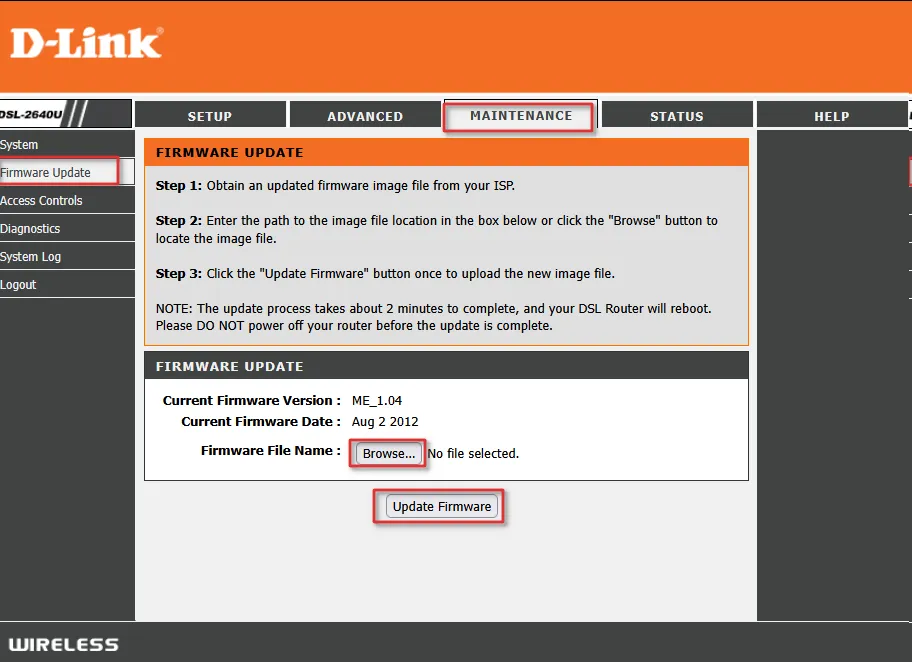 D-Link
DSL-2640U
SETUP
ADVANCED
MAINTENANCE
STATUS
HELP
System
Firmware Update
Access Controls
Diagnostics
System Log
Logout
FIRMWARE UPDATE
Step 1: Obtain an updated firmware image file from your ISP.
Step 2: Enter the path to the image file location in the box below or click the "Browse" button to
locate the image file.
Step 3: Click the "Update Firmware" button once to upload the new image file.
NOTE: The update process takes about 2 minutes to complete, and your DSL Router will reboot.
Please DO NOT power off your router before the update is complete.
FIRMWARE UPDATE
Current Firmware Version : ME_1.04
Current Firmware Date : Aug 2 2012
Firmware File Name : Browse... No file selected.
Update Firmware
WIRELESS